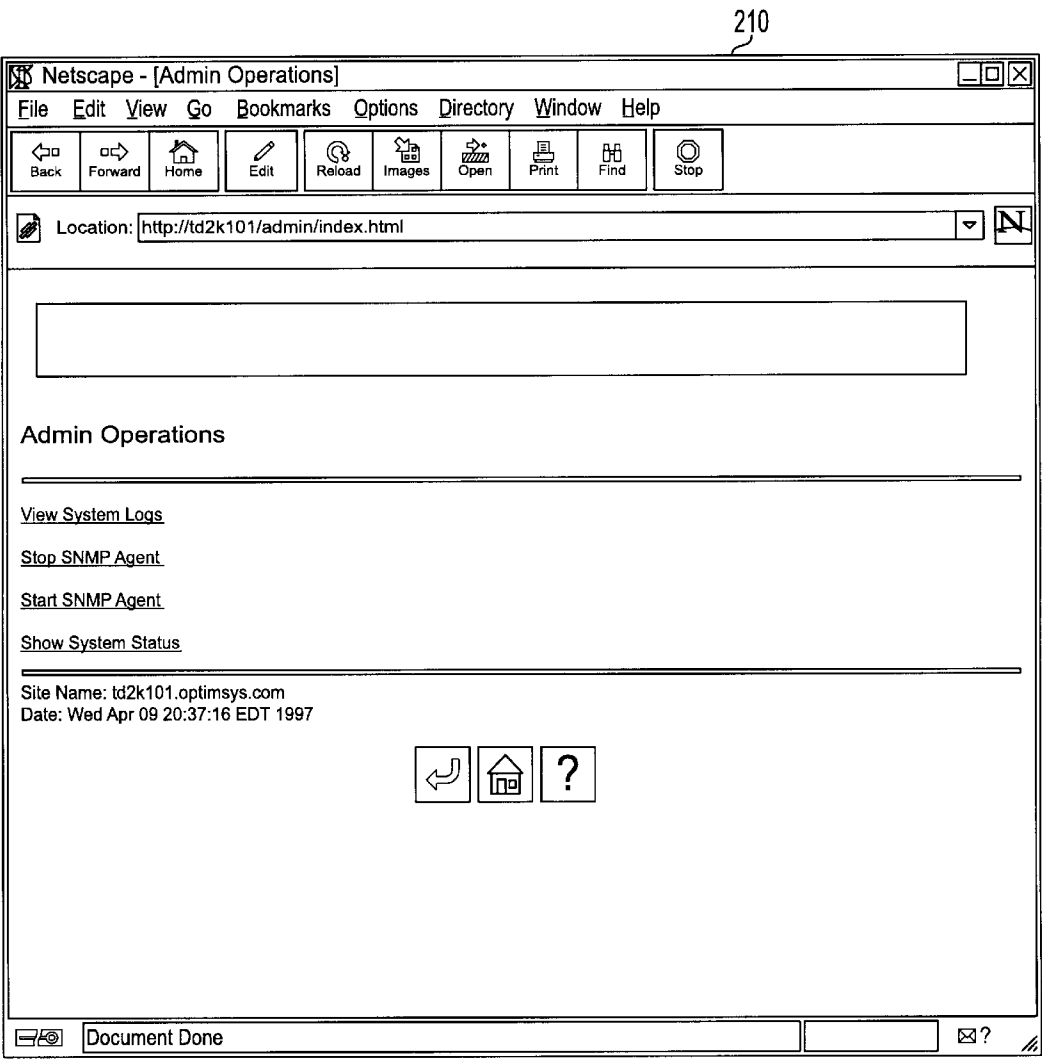 210
Netscape - [Admin Operations]
File Edit View Go Bookmarks Options Directory Window Help
Back Forward Home Edit Reload Images Open Print Find Stop
Location: http://td2k101/admin/index.html
N
Admin Operations
View System Logs
Stop SNMP Agent
Start SNMP Agent
Show System Status
Site Name: td2k101.optimsys.com
Date: Wed Apr 09 20:37:16 EDT 1997
?
Document Done
?